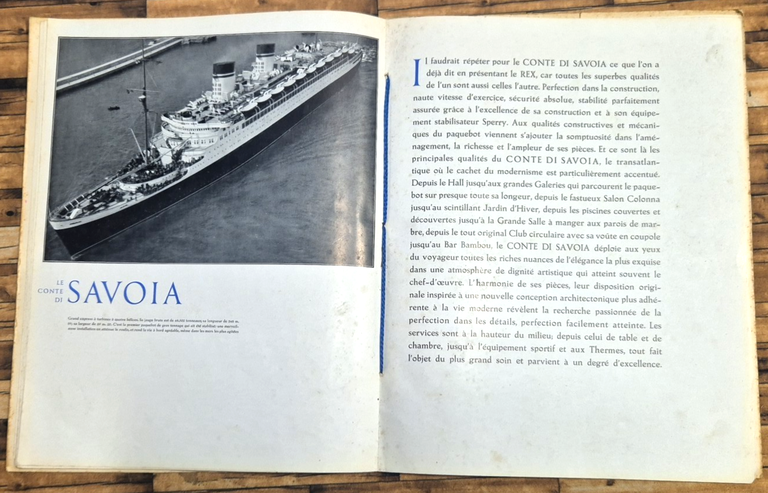 LE
CONTE
DI
SAVOIA
Il faudrait répéter pour le CONTE DI SAVOIA ce que l'on a
déjà dit en présentant le REX, car toutes les superbes qualités
de l'un sont aussi celles l'autre. Perfection dans la construction,
haute vitesse d'exercice, sécurité absolue, stabilité parfaitement
assurée grâce à l'excellence de sa construction et à son équipe-
ment stabilisateur Sperry. Aux qualités constructives et mécani-
ques du paquebot viennent s'ajouter la somptuosité dans l'amé-
nagement, la richesse et l'ampleur de ses pièces. Et ce sont là les
principales qualités du CONTE DI SAVOIA, le transatlan-
tique où le cachet du modernisme est particulièrement accentué.
Depuis le Hall jusqu'aux grandes Galeries qui parcourent le paque-
bot sur presque toute sa longeur, depuis le fastueux Salon Colonna
jusqu'au scintillant Jardin d'Hiver, depuis les piscines couvertes et
découvertes jusqu'à la Grande Salle à manger aux parois de mar-
bre, depuis le tout original Club circulaire avec sa voûte en coupole
jusqu'au Bar Bambou, le CONTE DI SAVOIA déploie aux yeux
du voyageur toutes les riches nuances de l'élégance la plus exquise
dans une atmosphère de dignité artistique qui atteint souvent le
chef-d'œuvre. L'harmonie de ses pièces, leur disposition origi-
nale inspirée à une nouvelle conception architectonique plus adhé-
rente à la vie moderne révèlent la recherche passionnée de la
perfection dans les détails, perfection facilement atteinte. Les
services sont à la hauteur du milieu; depuis celui de table et de
chambre, jusqu'à l'équipement sportif et aux Thermes, tout fait
l'objet du plus grand soin et parvient à un degré d'excellence.